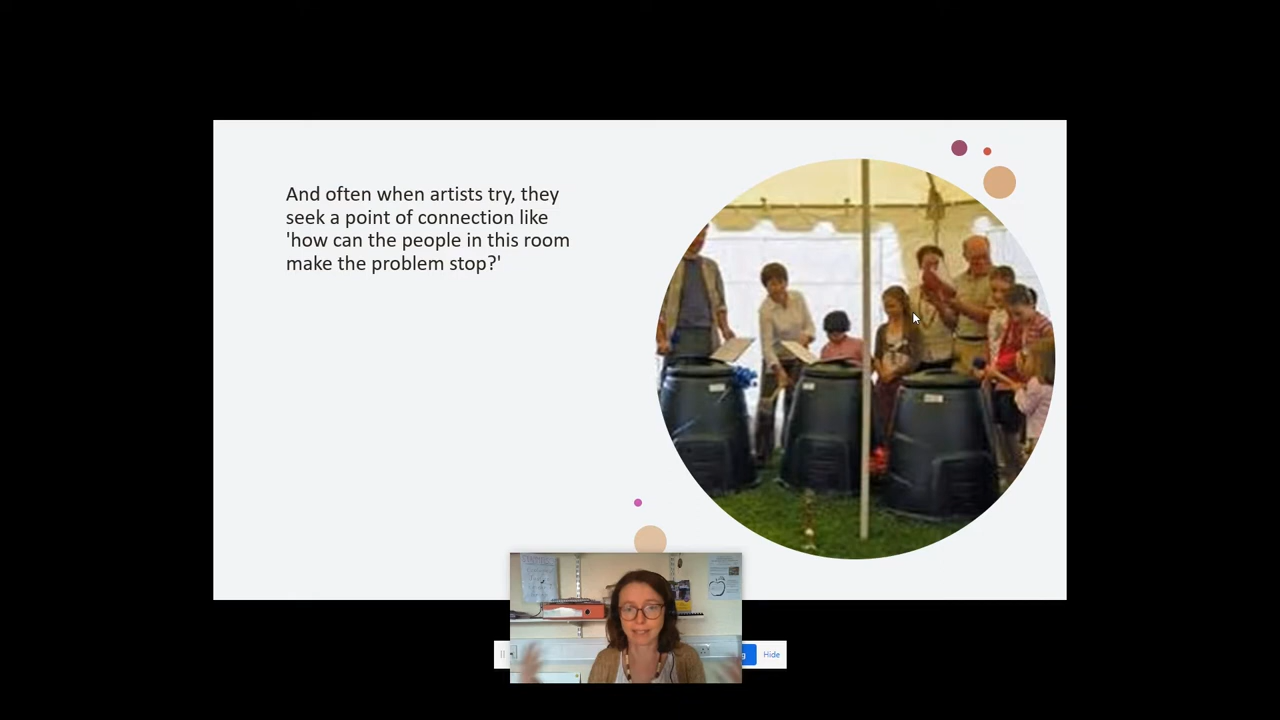 And often when artists try, they
seek a point of connection like
'how can the people in this room
make the problem stop?'
Hide